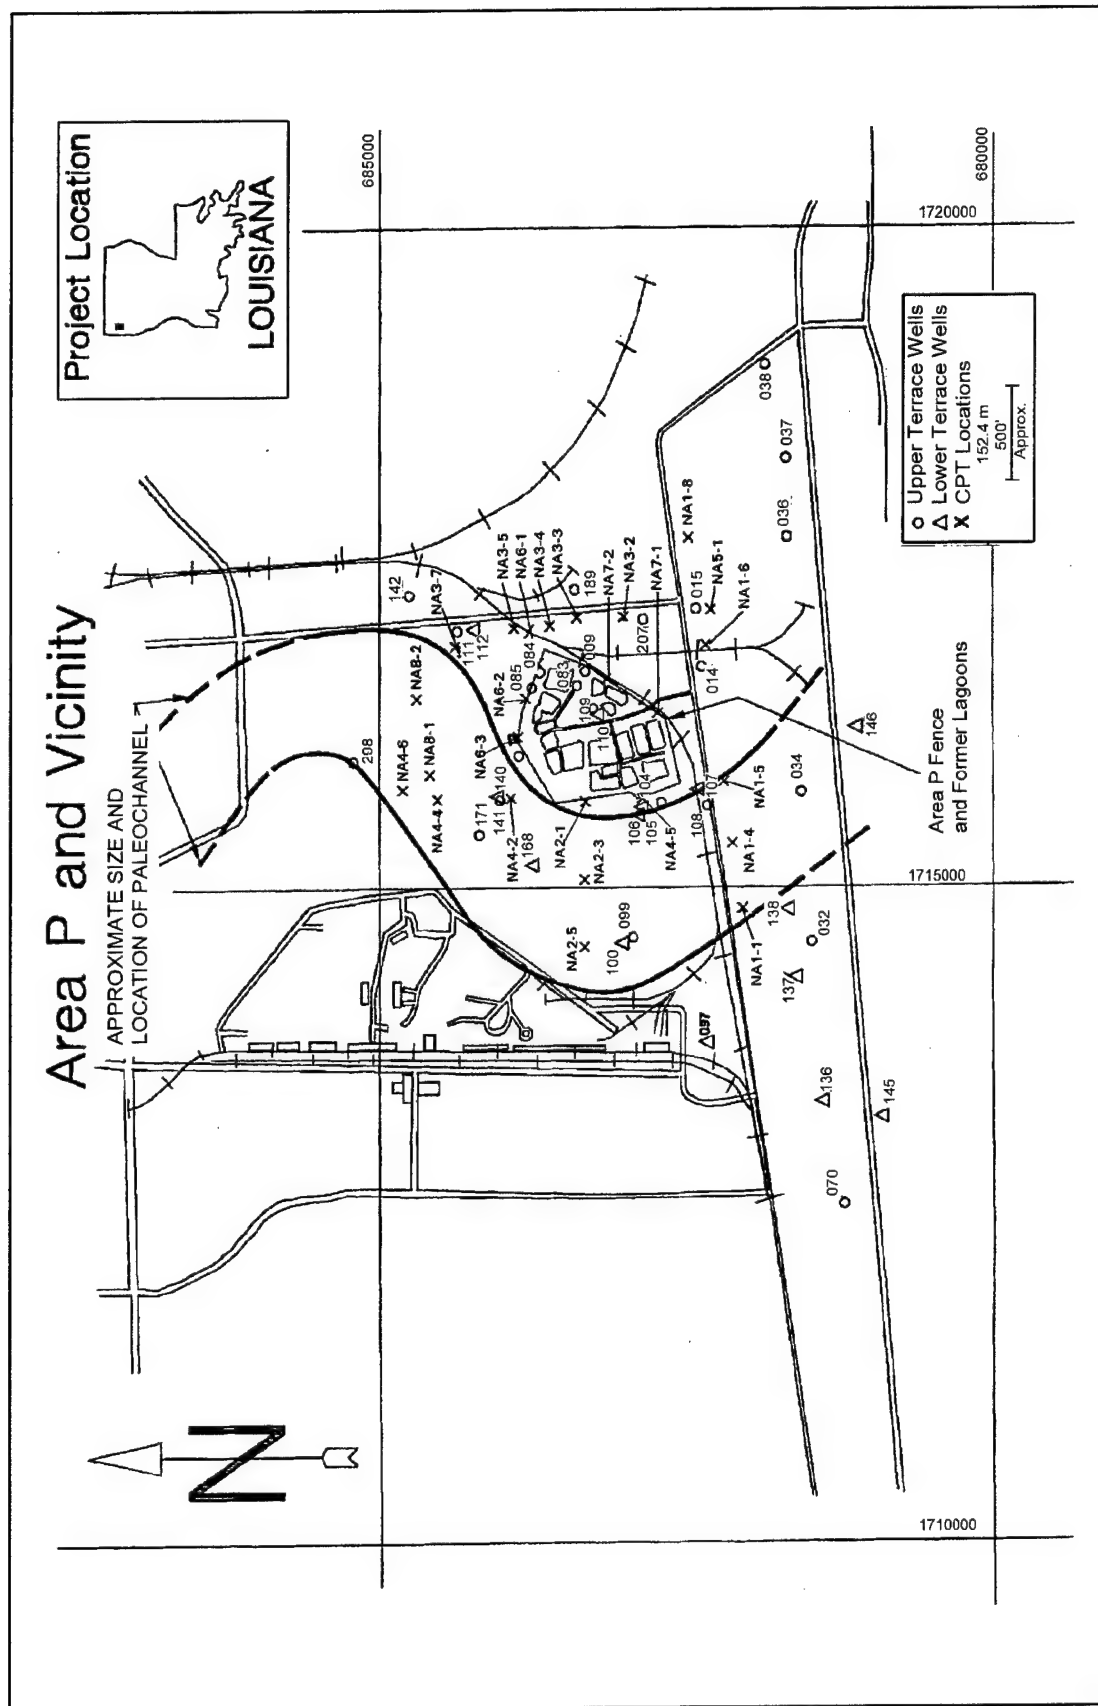 Area P and Vicinity
APPROXIMATE SIZE AND
LOCATION OF PALEOCHANNEL
Project Location
LOUISIANA
685000
680000
1720000
1715000
1710000
N
208
142
NA3-7
111
112
NA8-2
NA8-1
NA4-6
NA4-4
NA3-5
NA6-1
NA3-4
NA3-3
084
085
NA6-2
083
NA6-3
189
009
NA7-2
NA3-2
NA7-1
207
109
110
171
141
140
NA4-2
168
NA2-1
NA2-3
104
106
105
NA4-5
108
107
NA2-5
100
099
NA1-8
015
NA5-1
NA1-6
014
NA1-5
NA1-4
NA1-1
138
032
137
097
136
145
070
034
146
036
037
038
Area P Fence
and Former Lagoons
Upper Terrace Wells
Lower Terrace Wells
X CPT Locations
152.4 m
500'
Approx.